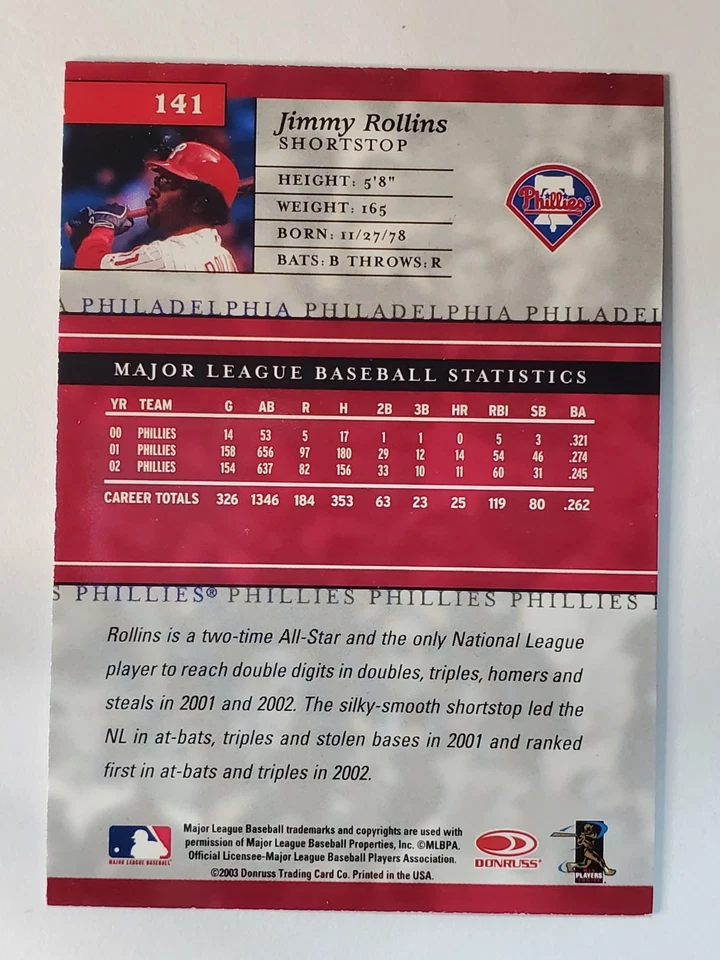 141
Jimmy Rollins
SHORTSTOP
HEIGHT: 5'8"
WEIGHT: 165
BORN: 11/27/78
BATS: B THROWS: R
Phillies
A PHILADELPHIA PHILADELPHIA PHILADEL
MAJOR LEAGUE BASEBALL STATISTICS
YR TEAM G AB R H 2B 3B HR RBI SB BA
00 PHILLIES 14 53 5 17 1 1 0 5 3 .321
01 PHILLIES 158 656 97 180 29 12 14 54 46 .274
02 PHILLIES 154 637 82 156 33 10 11 60 31 .245
CAREER TOTALS 326 1346 184 353 63 23 25 119 80 .262
S PHILLIES® PHILLIES PHILLIES PHILLIES
Rollins is a two-time All-Star and the only National League
player to reach double digits in doubles, triples, homers and
steals in 2001 and 2002. The silky-smooth shortstop led the
NL in at-bats, triples and stolen bases in 2001 and ranked
first in at-bats and triples in 2002.
MAJOR LEAGUE BASEBALL
Major League Baseball trademarks and copyrights are used with
permission of Major League Baseball Properties, Inc. ©MLBPA.
Official Licensee-Major League Baseball Players Association.
©2003 Donruss Trading Card Co. Printed in the USA.
DONRUSS
PLAYERS